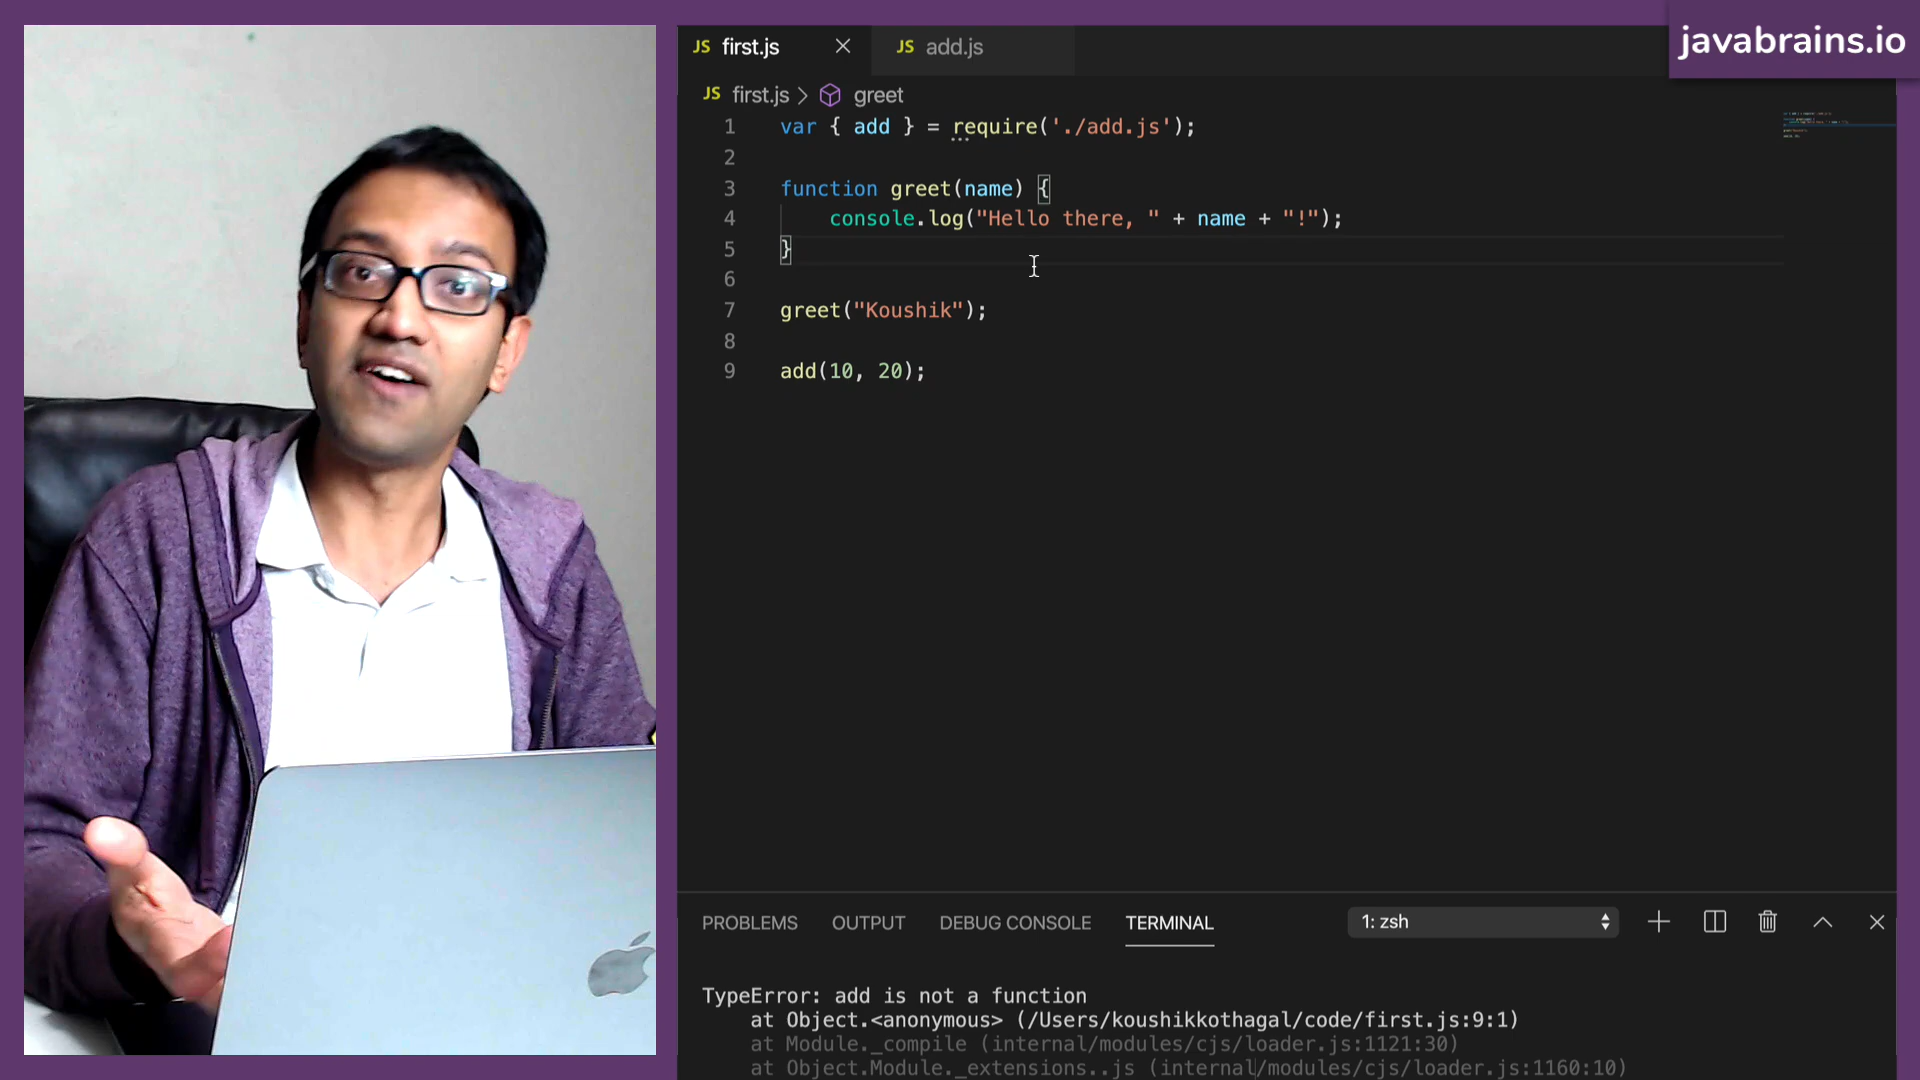 javabrains.io
JS first.js
JS add.js
JS first.js > greet
1 var { add } = require('./add.js');
2
3 function greet(name) {
4 console.log("Hello there, " + name + "!");
5 }
6
7 greet("Koushik");
8
9 add(10, 20);
PROBLEMS OUTPUT DEBUG CONSOLE TERMINAL 1: zsh
TypeError: add is not a function
at Object.<anonymous> (/Users/koushikkothagal/code/first.js:9:1)
at Module._compile (internal/modules/cjs/loader.js:1121:30)
at Object.Module._extensions..js (internal/modules/cjs/loader.js:1160:10)